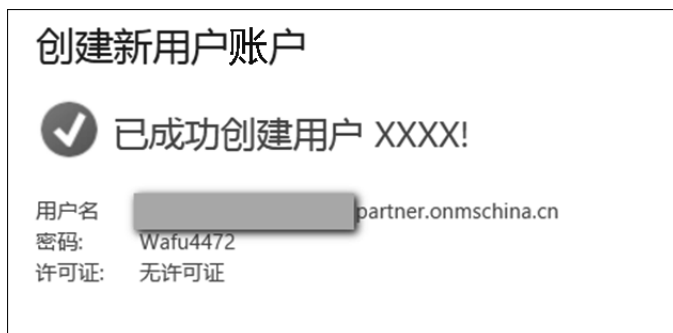 创建新用户账户
已成功创建用户 XXXX!
用户名 partner.onmschina.cn
密码: Wafu4472
许可证: 无许可证